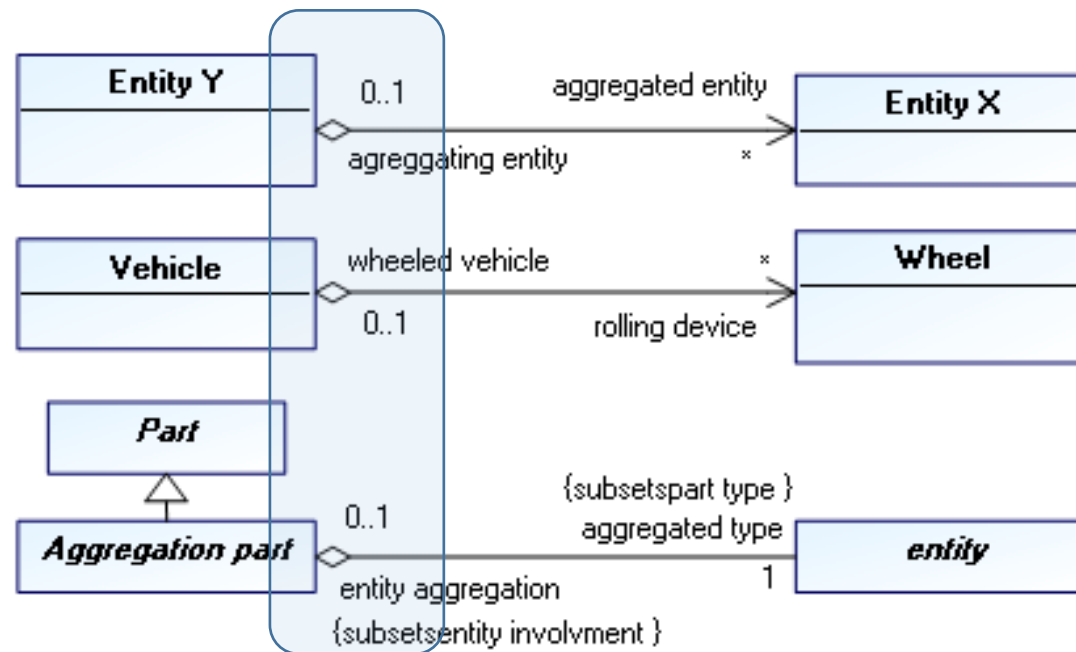 Entity Y
0..1
aggregated entity
Entity X
agreggating entity
*
Vehicle
wheeled vehicle
*
Wheel
0..1
rolling device
Part
{subsetspart type }
Aggregation part
0..1
aggregated type
entity
entity aggregation
1
{subsetsentity involvment }